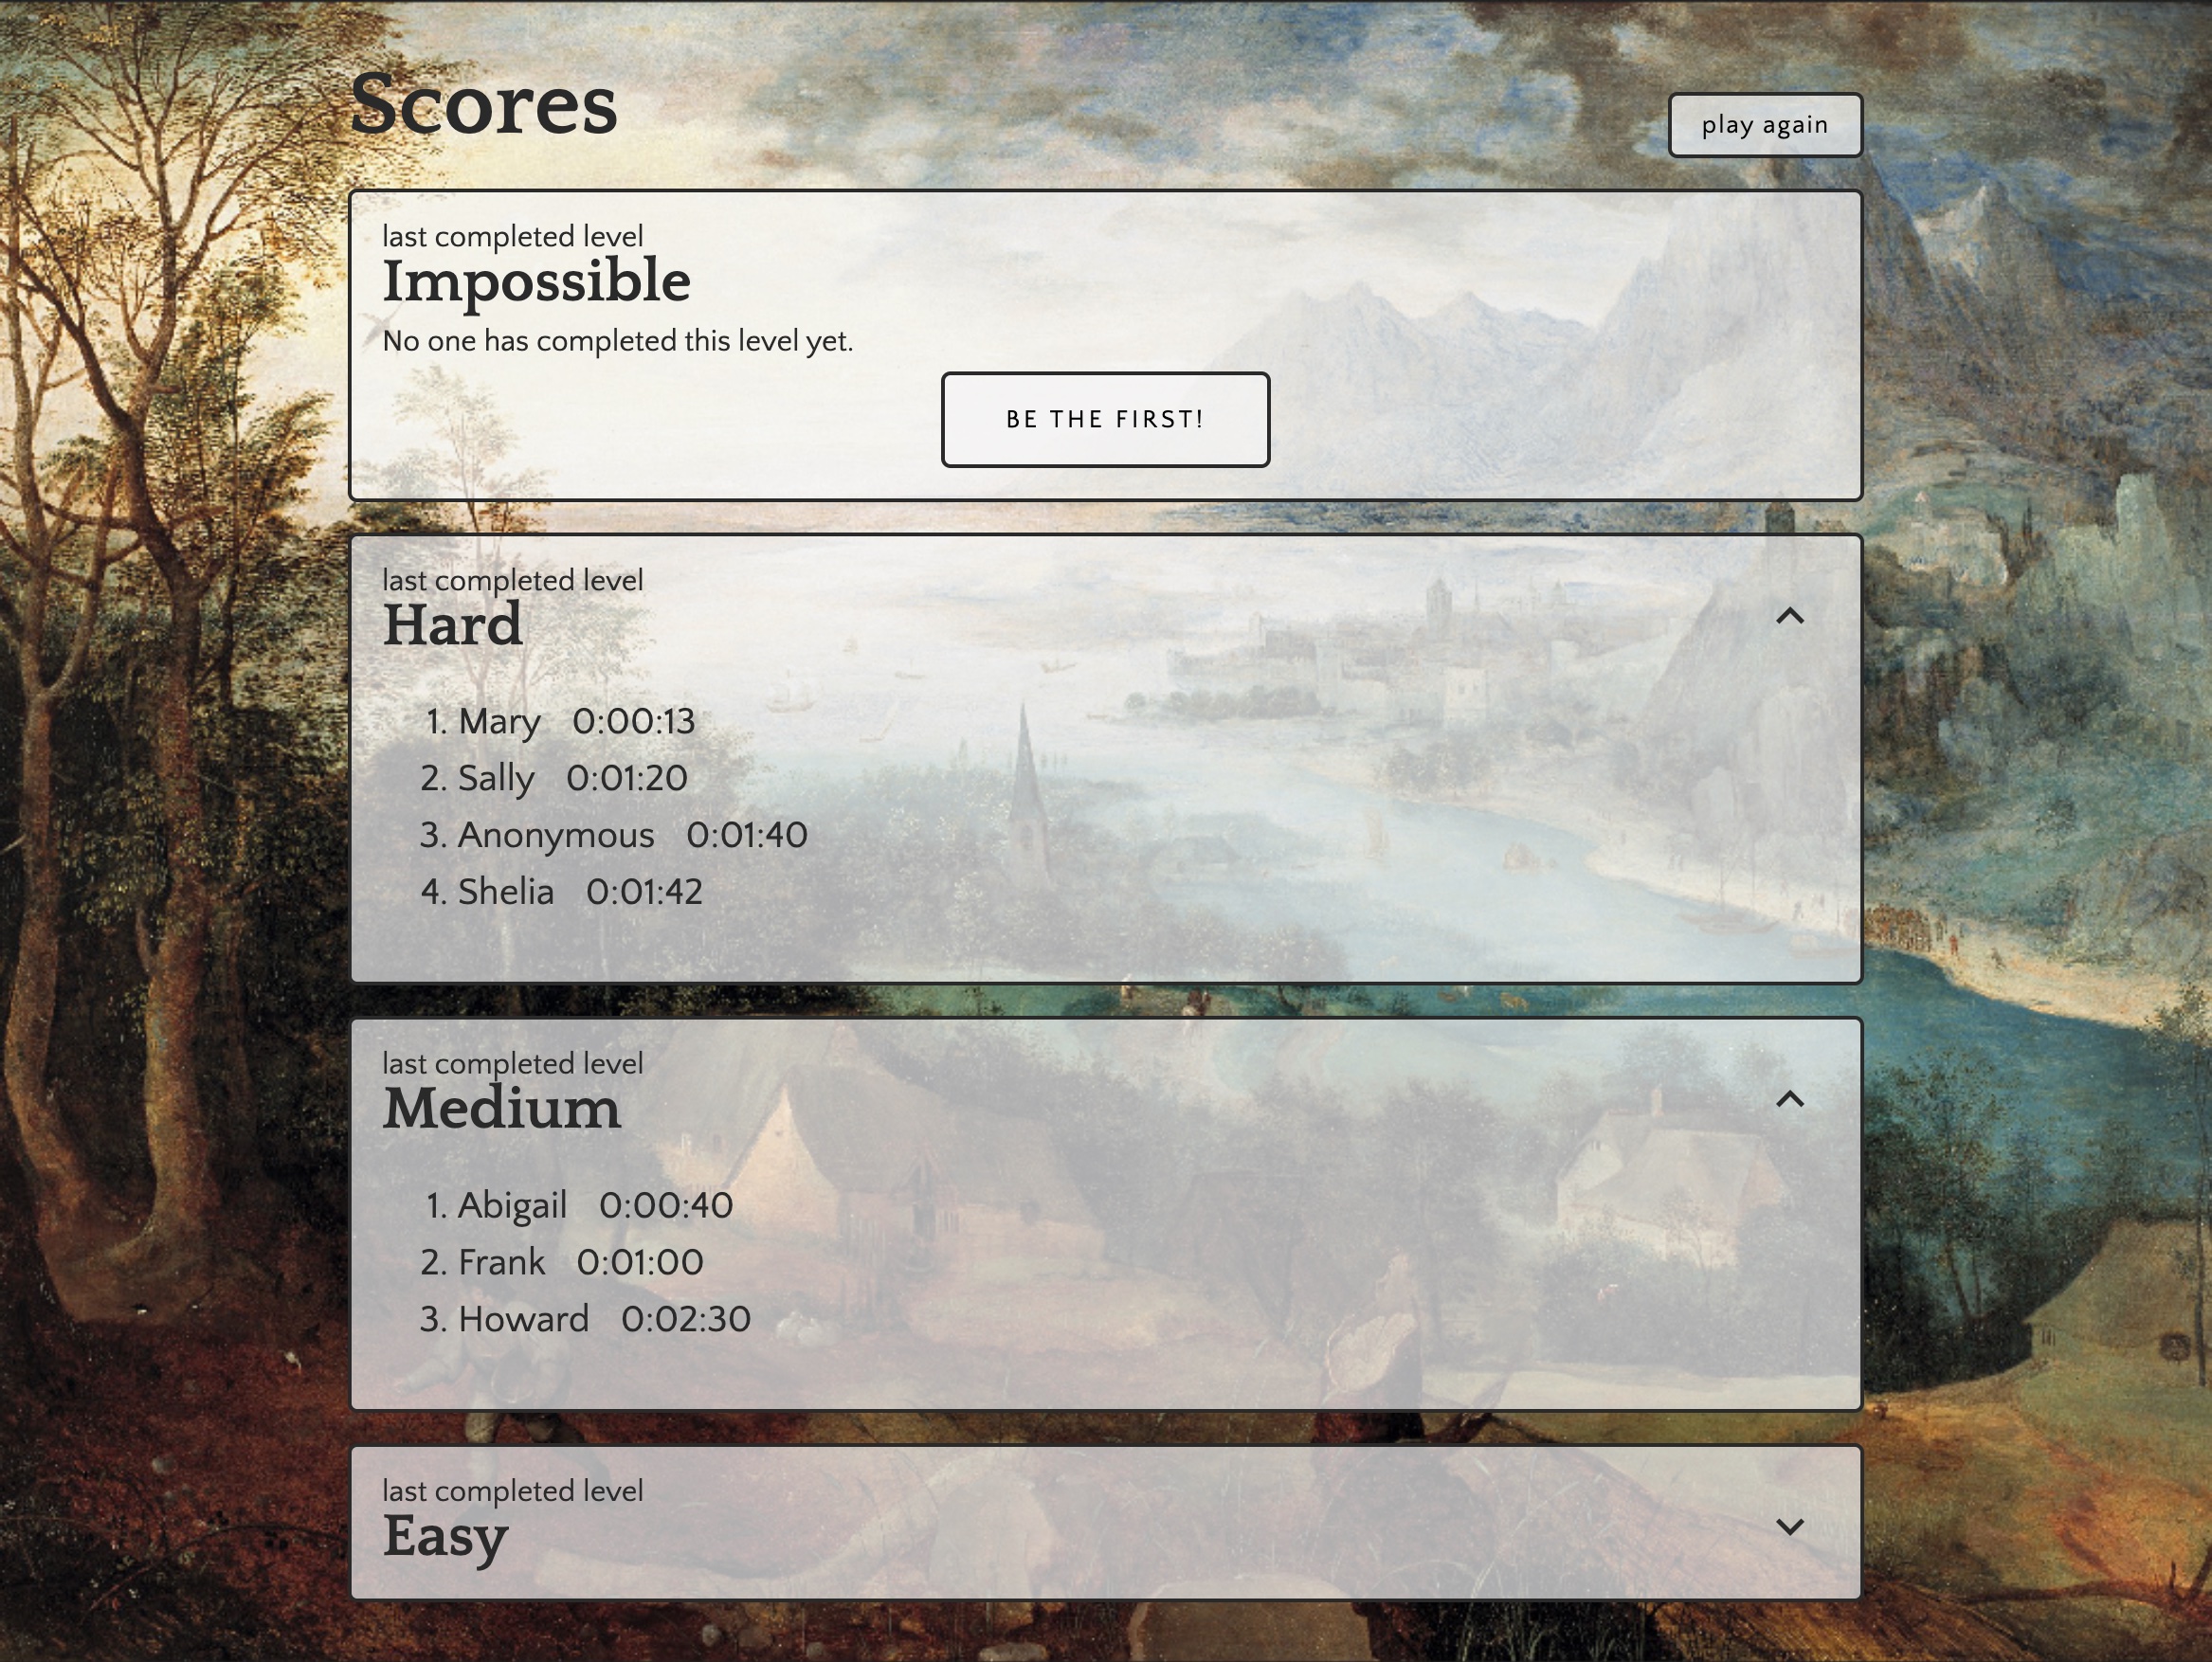 Scores
play again
last completed level
Impossible
No one has completed this level yet.
BE THE FIRST!
last completed level
Hard
1. Mary 0:00:13
2. Sally 0:01:20
3. Anonymous 0:01:40
4. Shelia 0:01:42
last completed level
Medium
1. Abigail 0:00:40
2. Frank 0:01:00
3. Howard 0:02:30
last completed level
Easy